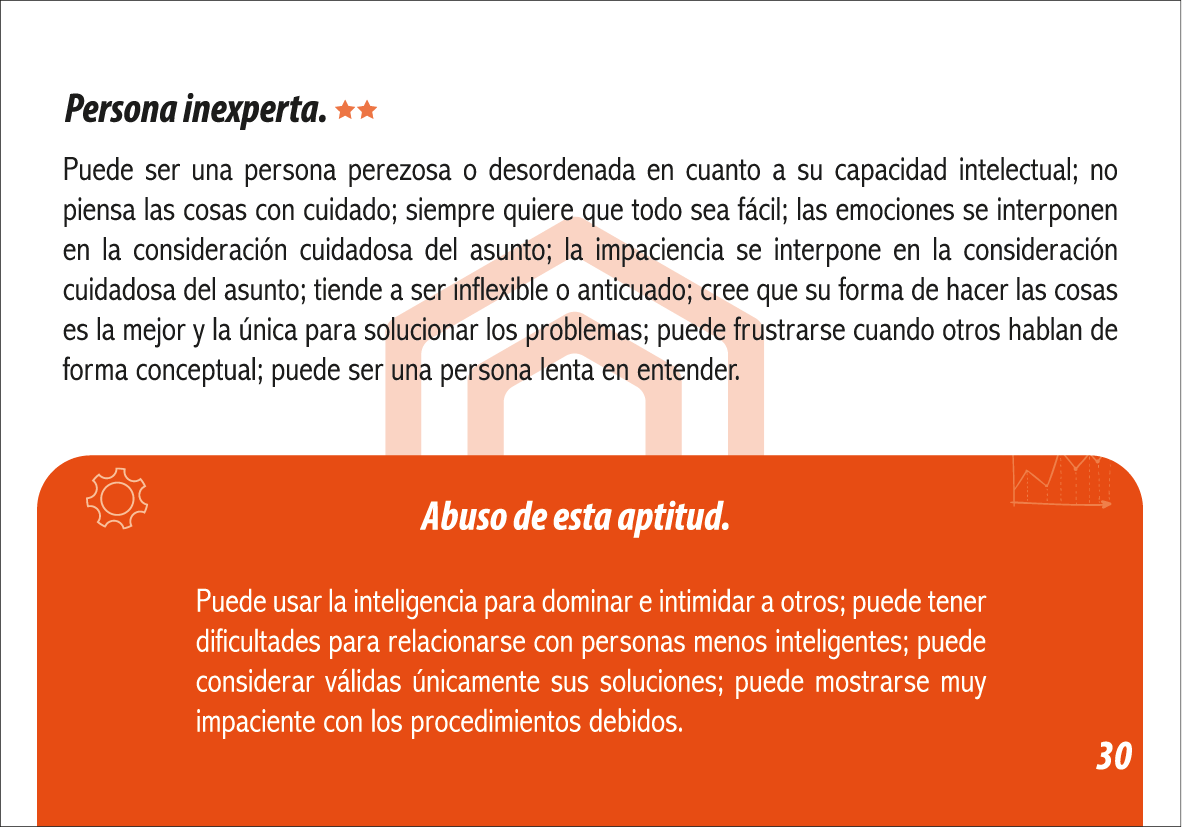 Persona inexperta.
Puede ser una persona perezosa o desordenada en cuanto a su capacidad intelectual; no
piensa las cosas con cuidado; siempre quiere que todo sea fácil; las emociones se interponen
en la consideración cuidadosa del asunto; la impaciencia se interpone en la consideración
cuidadosa del asunto; tiende a ser inflexible o anticuado; cree que su forma de hacer las cosas
es la mejor y la única para solucionar los problemas; puede frustrarse cuando otros hablan de
forma conceptual; puede ser una persona lenta en entender.
Abuso de esta aptitud.
Puede usar la inteligencia para dominar e intimidar a otros; puede tener
dificultades para relacionarse con personas menos inteligentes; puede
considerar válidas únicamente sus soluciones; puede mostrarse muy
impaciente con los procedimientos debidos.
30